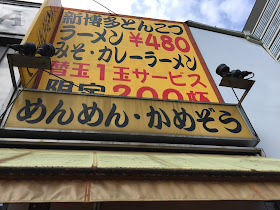 新博多とんこつ
ラーメン ￥480
みそ・カレーラーメン
替玉1玉サービス
限定200杯
めんめん・かめぞう